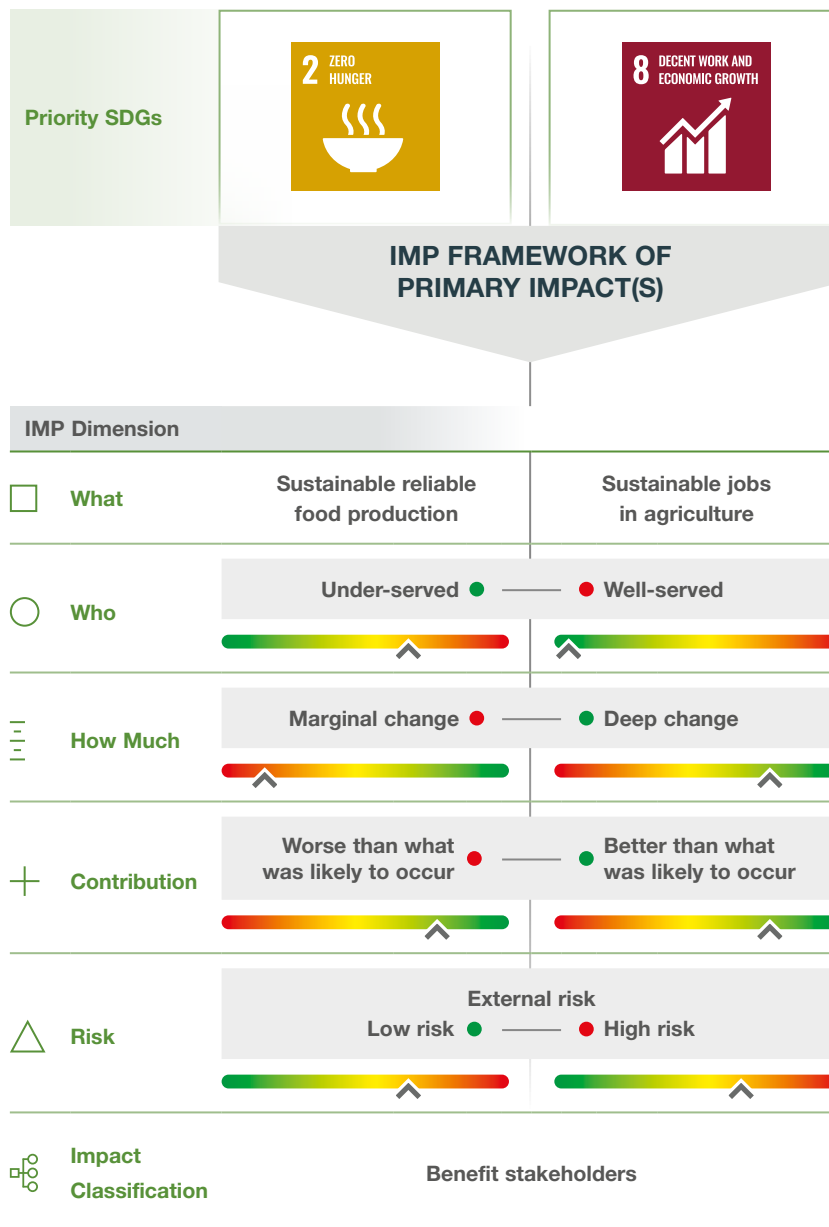 Priority SDGs
2 ZERO
HUNGER
8 DECENT WORK AND
ECONOMIC GROWTH
IMP FRAMEWORK OF
PRIMARY IMPACT(S)
IMP Dimension
What
Sustainable reliable
food production
Sustainable jobs
in agriculture
Who
Under-served
Well-served
How Much
Marginal change
Deep change
Contribution
Worse than what
was likely to occur
Better than what
was likely to occur
Risk
External risk
Low risk
High risk
Impact
Classification
Benefit stakeholders